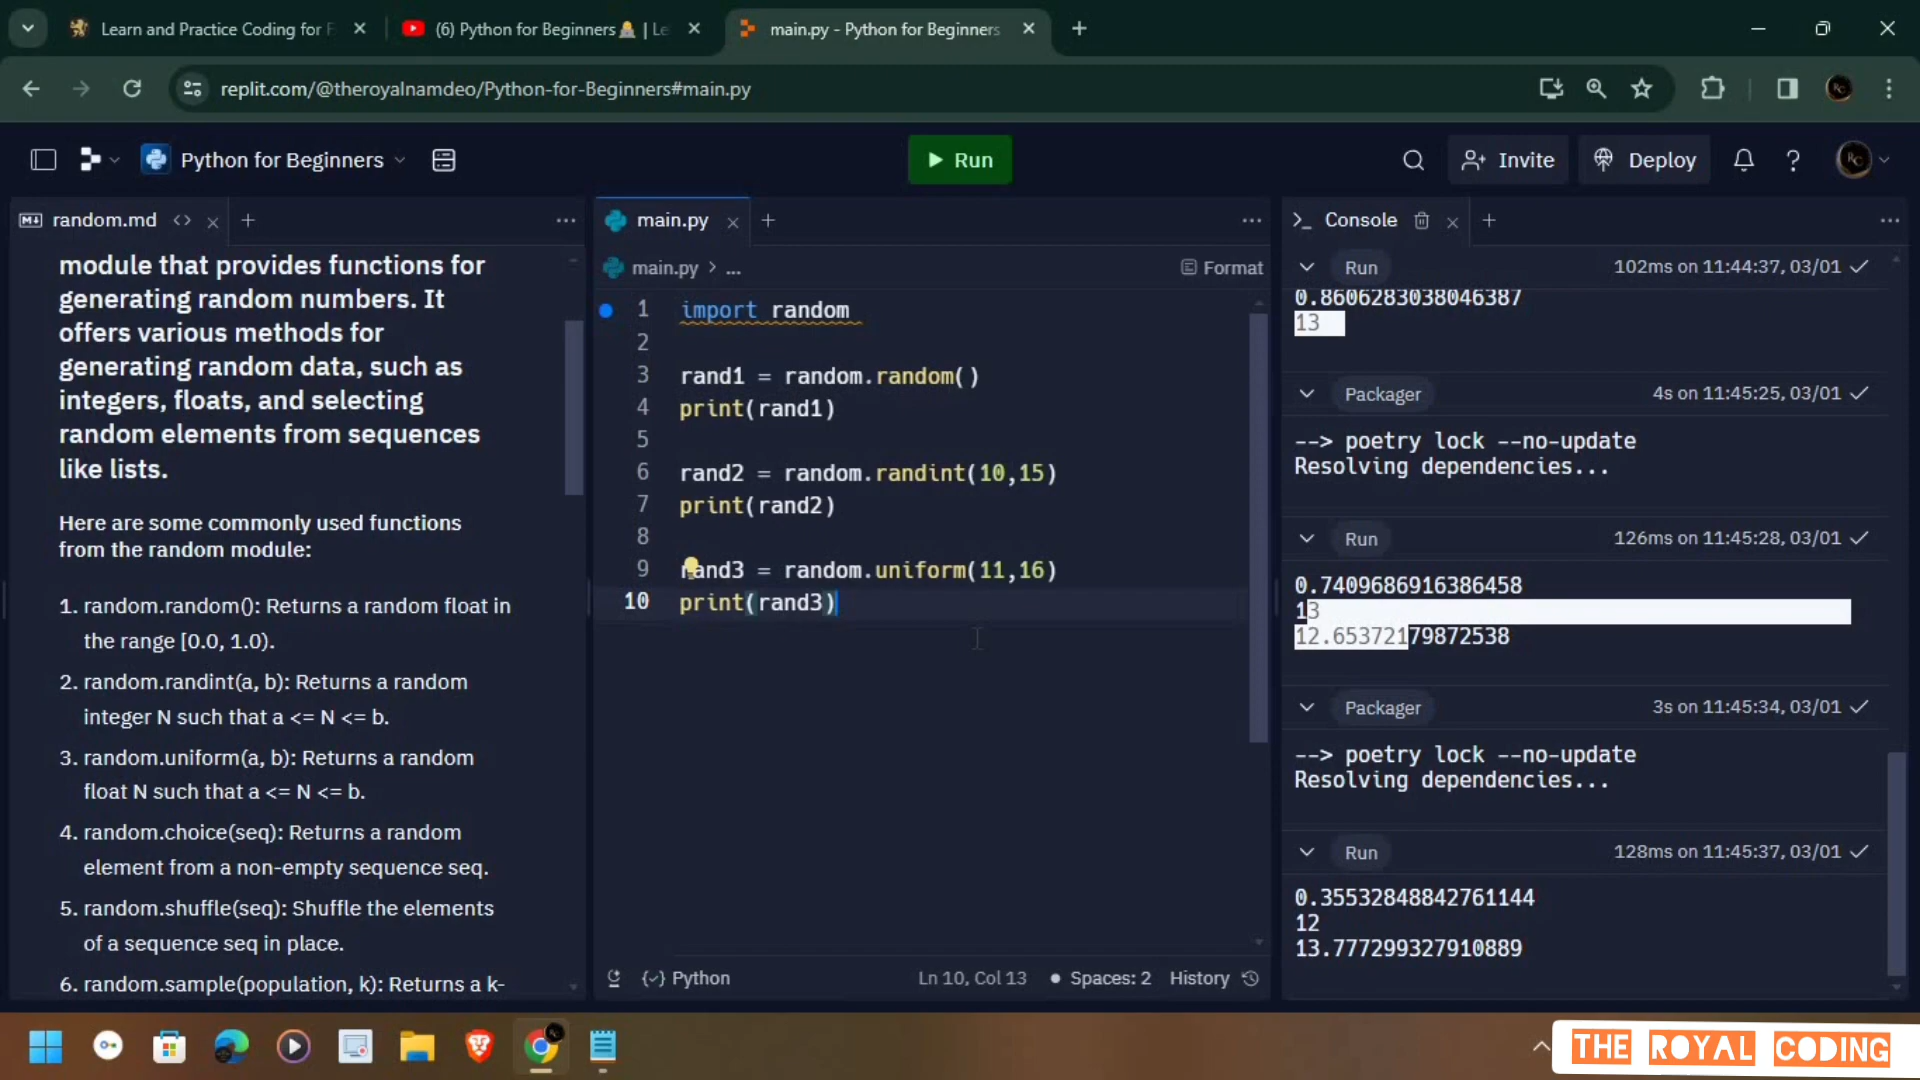 Learn and Practice Coding for F
(6) Python for Beginners🧑‍💻 | Le
main.py - Python for Beginners
replit.com/@theroyalnamdeo/Python-for-Beginners#main.py
Python for Beginners
Run
Invite
Deploy
random.md
module that provides functions for
generating random numbers. It
offers various methods for
generating random data, such as
integers, floats, and selecting
random elements from sequences
like lists.
Here are some commonly used functions
from the random module:
1. random.random(): Returns a random float in
the range [0.0, 1.0).
2. random.randint(a, b): Returns a random
integer N such that a <= N <= b.
3. random.uniform(a, b): Returns a random
float N such that a <= N <= b.
4. random.choice(seq): Returns a random
element from a non-empty sequence seq.
5. random.shuffle(seq): Shuffle the elements
of a sequence seq in place.
6. random.sample(population, k): Returns a k-
main.py
main.py > ...
Format
1 import random
2
3 rand1 = random.random()
4 print(rand1)
5
6 rand2 = random.randint(10,15)
7 print(rand2)
8
9 rand3 = random.uniform(11,16)
10 print(rand3)
Python
Ln 10, Col 13
Spaces: 2
History
Console
Run
102ms on 11:44:37, 03/01
0.8606283038046387
13
Packager
4s on 11:45:25, 03/01
--> poetry lock --no-update
Resolving dependencies...
Run
126ms on 11:45:28, 03/01
0.7409686916386458
13
12.65372179872538
Packager
3s on 11:45:34, 03/01
--> poetry lock --no-update
Resolving dependencies...
Run
128ms on 11:45:37, 03/01
0.35532848842761144
12
13.777299327910889
THE ROYAL CODING